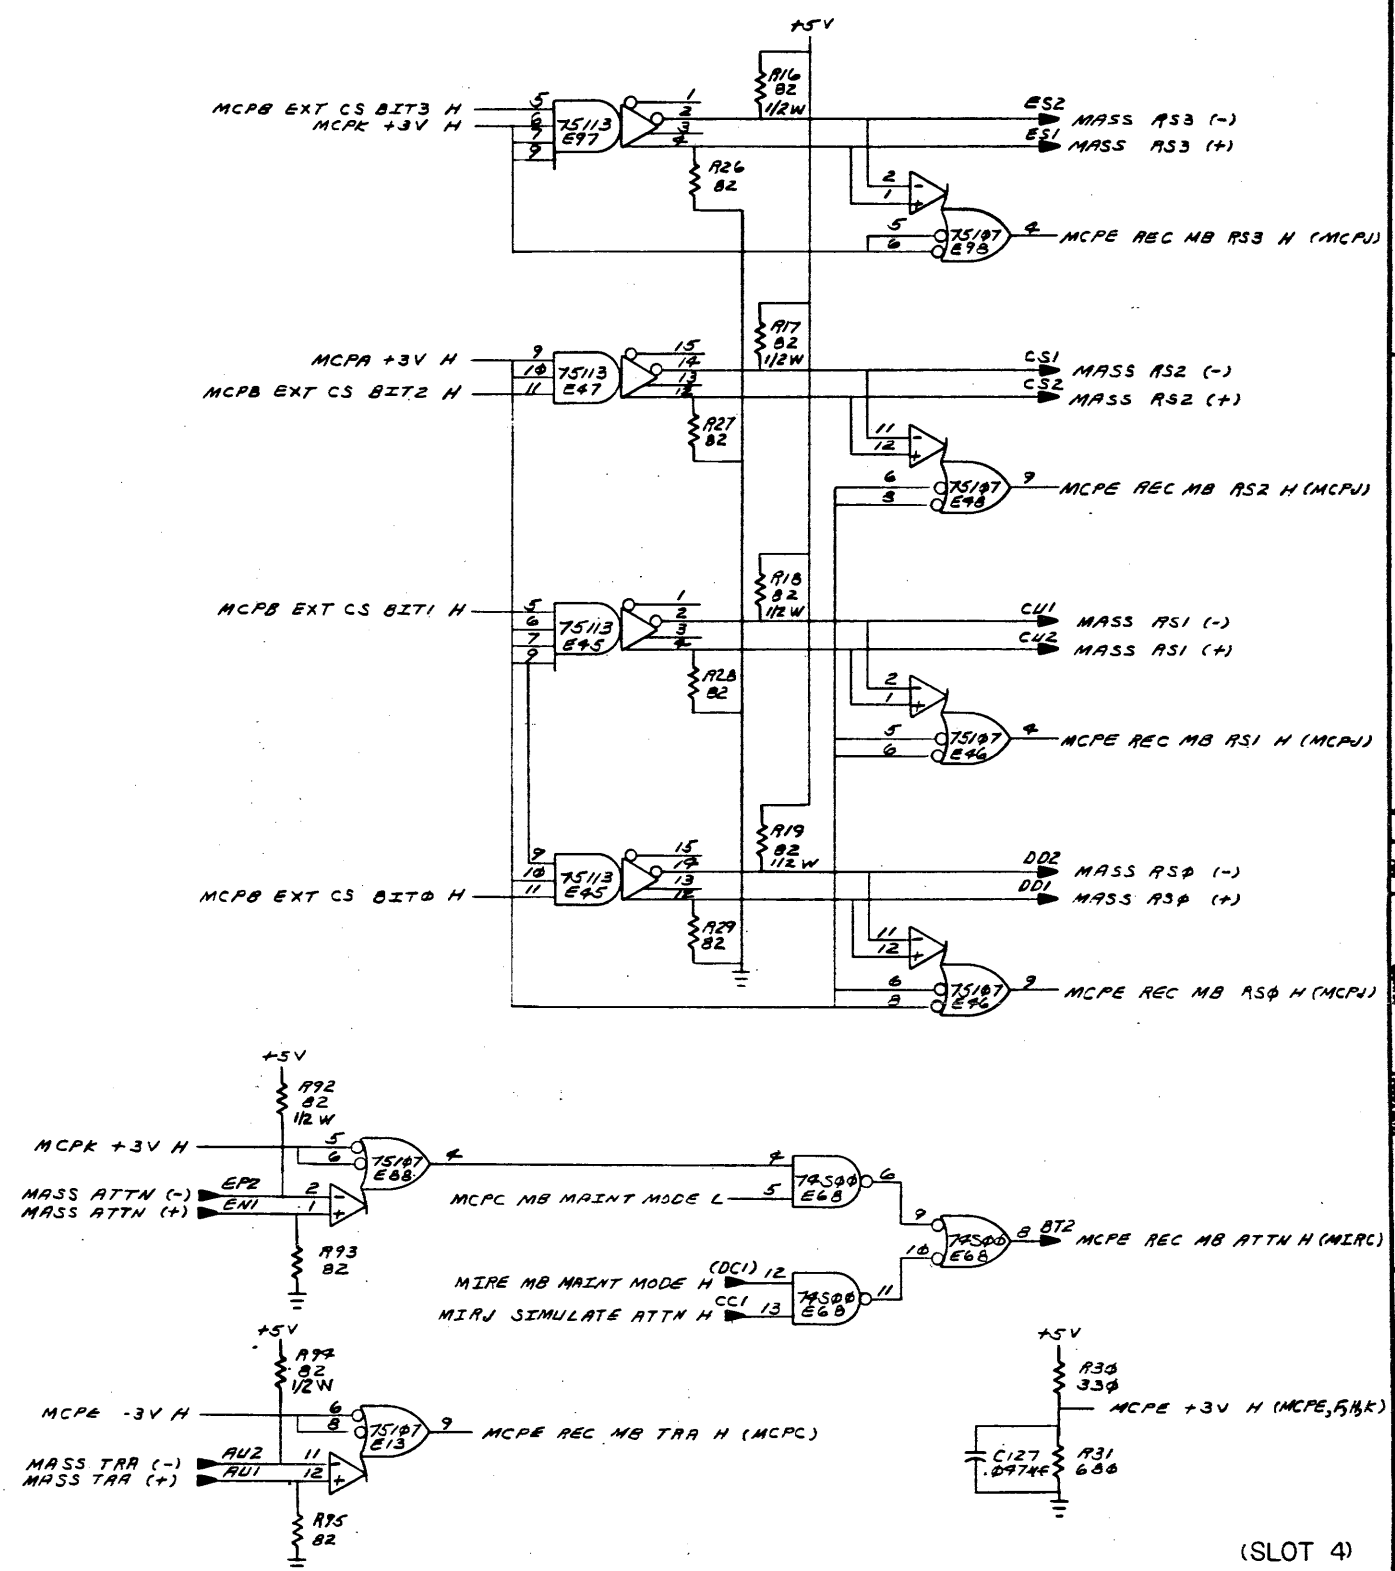 +5V
R16
82
1/2W
MCPB EXT CS BIT3 H
MCPK +3V H
5
6
7
9
75113
E97
1
2
3
4
ES2
MASS RS3 (-)
ES1
MASS RS3 (+)
R26
82
2
1
-
+
5
6
75107
E98
4
MCPE REC MB RS3 H (MCPJ)
R17
82
1/2W
MCPA +3V H
MCPB EXT CS BIT2 H
9
10
11
75113
E47
15
14
13
12
CS1
MASS RS2 (-)
CS2
MASS RS2 (+)
R27
82
11
12
-
+
6
8
75107
E48
9
MCPE REC MB RS2 H (MCPJ)
R18
82
1/2W
MCPB EXT CS BIT1 H
5
6
7
9
75113
E45
1
2
3
4
CU1
MASS RS1 (-)
CU2
MASS RS1 (+)
R28
82
2
1
-
+
5
6
75107
E46
4
MCPE REC MB RS1 H (MCPJ)
R19
82
1/2W
MCPB EXT CS BIT0 H
9
10
11
75113
E45
15
14
13
12
DD2
MASS RS0 (-)
DD1
MASS RS0 (+)
R29
82
11
12
-
+
6
8
75107
E46
9
MCPE REC MB RS0 H (MCPJ)
+5V
R92
82
1/2W
MCPK +3V H
5
6
75107
E88
4
MASS ATTN (-)
EP2
2
-
MASS ATTN (+)
EN1
1
+
R93
82
4
MCPC MB MAINT MODE L
5
74S00
E68
6
MIRE MB MAINT MODE H
(DC1)
12
MIRJ SIMULATE ATTN H
CC1
13
74S00
E68
11
9
10
74S00
E68
8
BT2
MCPE REC MB ATTN H (MIRC)
+5V
R94
82
1/2W
MCPE -3V H
6
8
75107
E13
9
MCPE REC MB TRA H (MCPC)
MASS TRA (-)
AU2
11
-
MASS TRA (+)
AU1
12
+
R95
82
+5V
R30
330
MCPE +3V H (MCPE,F,H,K)
C127
.047uF
R31
680
(SLOT 4)